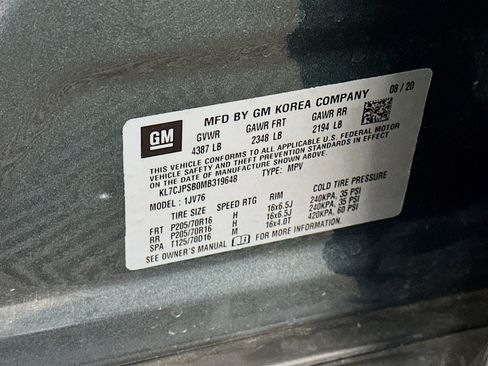 MFD BY GM KOREA COMPANY 08/20
GM
GVWR GAWR FRT GAWR RR
4387 LB 2348 LB 2194 LB
THIS VEHICLE CONFORMS TO ALL APPLICABLE U.S. FEDERAL MOTOR
VEHICLE SAFETY, BUMPER, AND THEFT PREVENTION STANDARDS IN EFFECT
ON THE DATE OF MANUFACTURE SHOWN ABOVE.
KL7CJPSB0MB319648 TYPE: MPV
MODEL: 1JV76
TIRE SIZE SPEED RTG RIM COLD TIRE PRESSURE
FRT P205/70R16 H 16x6.5J 240KPA, 35 PSI
RR P205/70R16 H 16x6.5J 240KPA, 35 PSI
SPA T125/70D16 M 16x4.0T 420KPA, 60 PSI
SEE OWNER'S MANUAL FOR MORE INFORMATION.